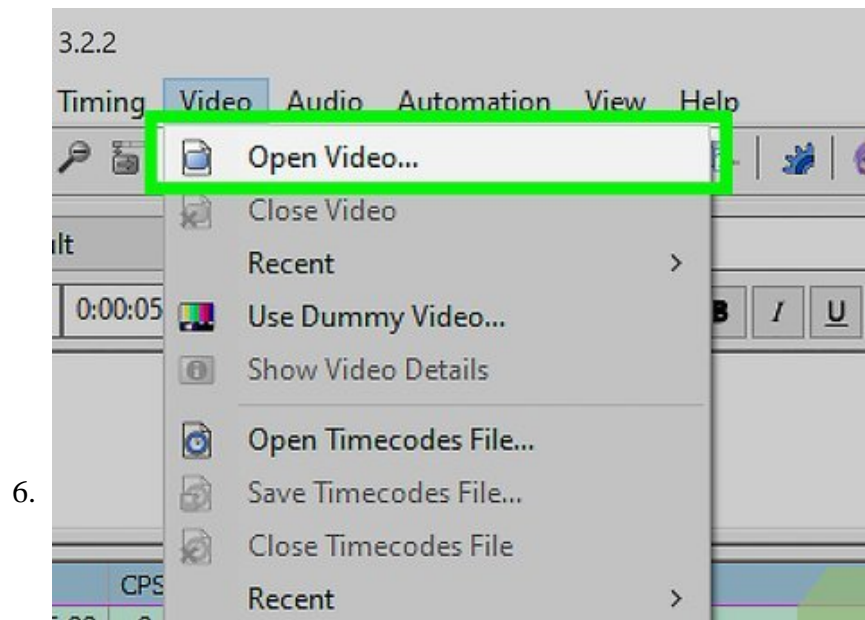 3.2.2
Timing Video Audio Automation View Help
Open Video...
Close Video
ult
Recent >
0:00:05
Use Dummy Video...
B I U
Show Video Details
Open Timecodes File...
6.
Save Timecodes File...
Close Timecodes File
CPS
Recent >